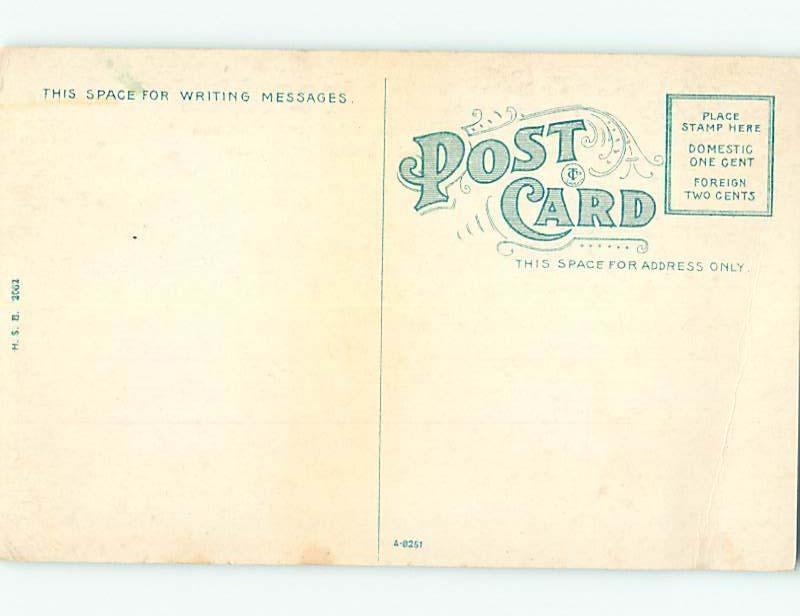 THIS SPACE FOR WRITING MESSAGES.
POST
CARD
THIS SPACE FOR ADDRESS ONLY.
PLACE
STAMP HERE
DOMESTIC
ONE CENT
FOREIGN
TWO CENTS
H. S. B. 2062
A-8251